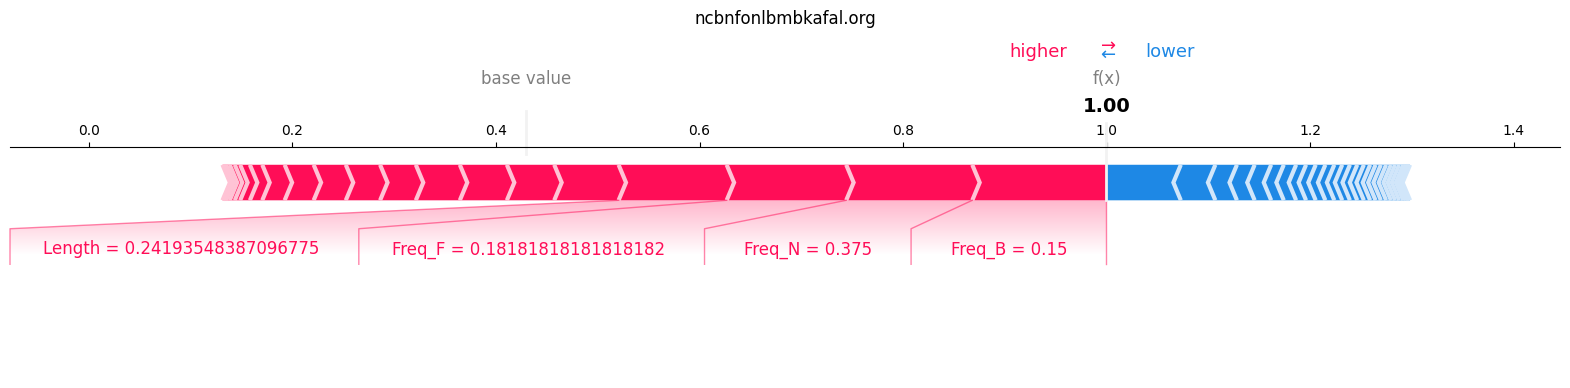 ncbnfonlbmbkafal.org
higher → ← lower
base value f(x)
1.00
0.0 0.2 0.4 0.6 0.8 1.0 1.2 1.4
Length = 0.24193548387096775 Freq_F = 0.18181818181818182 Freq_N = 0.375 Freq_B = 0.15